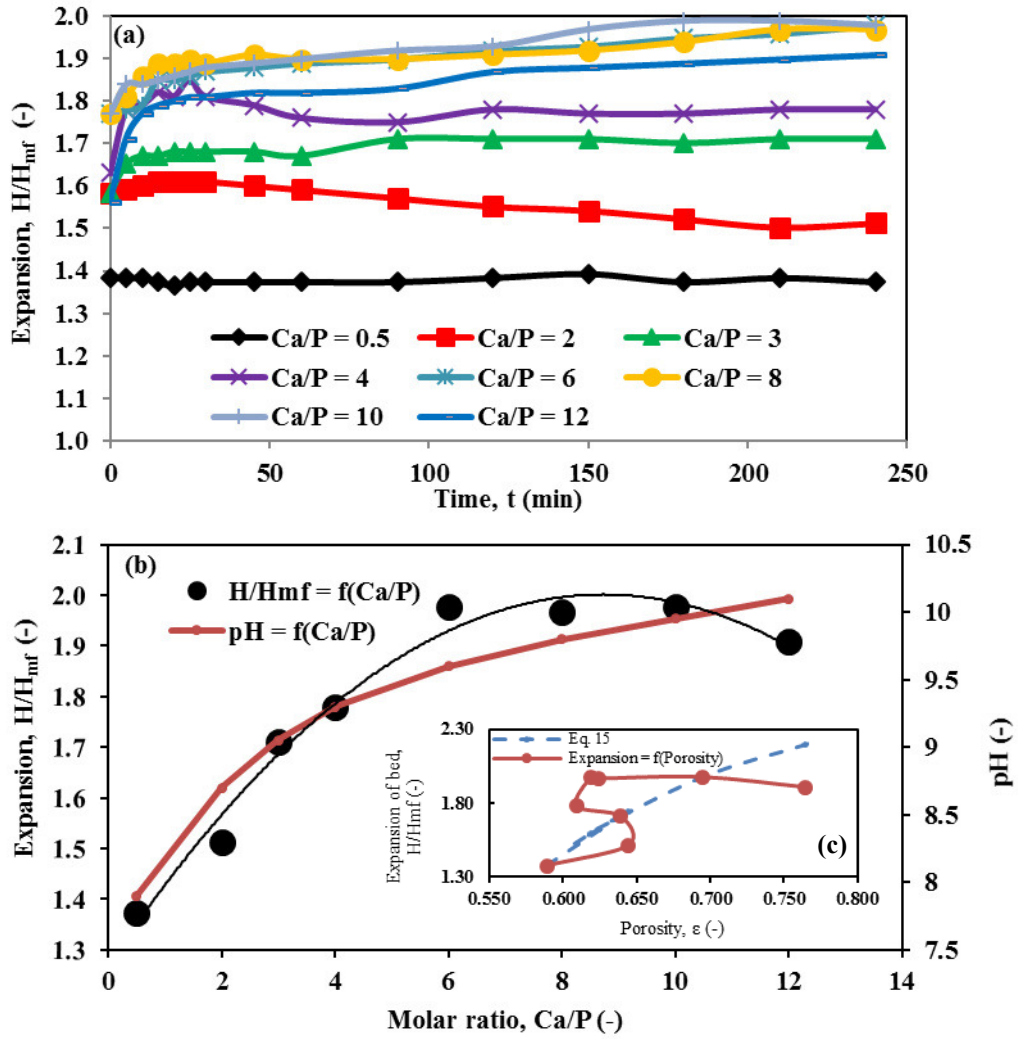 (a)
Expansion, H/Hmf (-)
2.0
1.9
1.8
1.7
1.6
1.5
1.4
1.3
1.2
1.1
1.0
Ca/P = 0.5 Ca/P = 2 Ca/P = 3
Ca/P = 4 Ca/P = 6 Ca/P = 8
Ca/P = 10 Ca/P = 12
0 50 100 150 200 250
Time, t (min)
(b)
Expansion, H/Hmf (-)
2.1
2.0
1.9
1.8
1.7
1.6
1.5
1.4
1.3
H/Hmf = f(Ca/P)
pH = f(Ca/P)
10.5
10
9.5
9
8.5
8
7.5
pH (-)
Expansion of bed,
H/Hmf (-)
2.30
1.80
1.30
Eq. 15
Expansion = f(Porosity)
(c)
0.550 0.600 0.650 0.700 0.750 0.800
Porosity, ε (-)
0 2 4 6 8 10 12 14
Molar ratio, Ca/P (-)